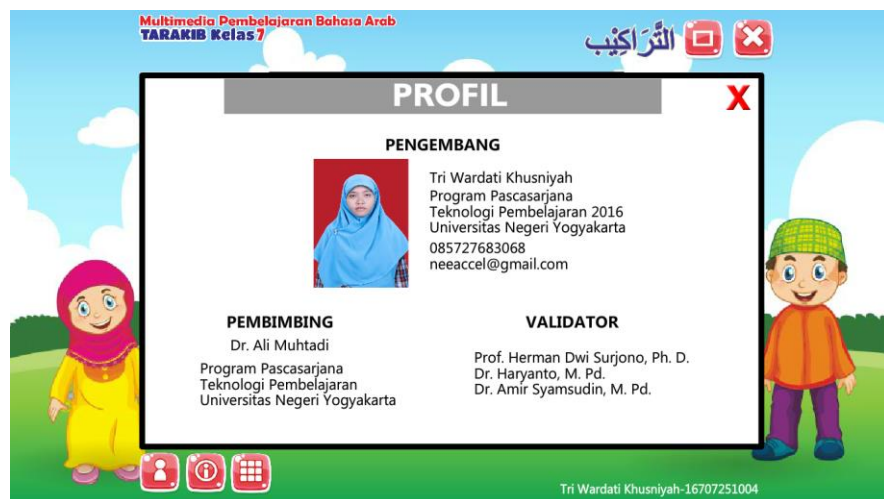 Multimedia Pembelajaran Bahasa Arab
TARAKIB Kelas 7
التَّرَاكِيْب
PROFIL
X
PENGEMBANG
Tri Wardati Khusniyah
Program Pascasarjana
Teknologi Pembelajaran 2016
Universitas Negeri Yogyakarta
085727683068
neeaccel@gmail.com
PEMBIMBING
Dr. Ali Muhtadi
Program Pascasarjana
Teknologi Pembelajaran
Universitas Negeri Yogyakarta
VALIDATOR
Prof. Herman Dwi Surjono, Ph. D.
Dr. Haryanto, M. Pd.
Dr. Amir Syamsudin, M. Pd.
Tri Wardati Khusniyah-16707251004